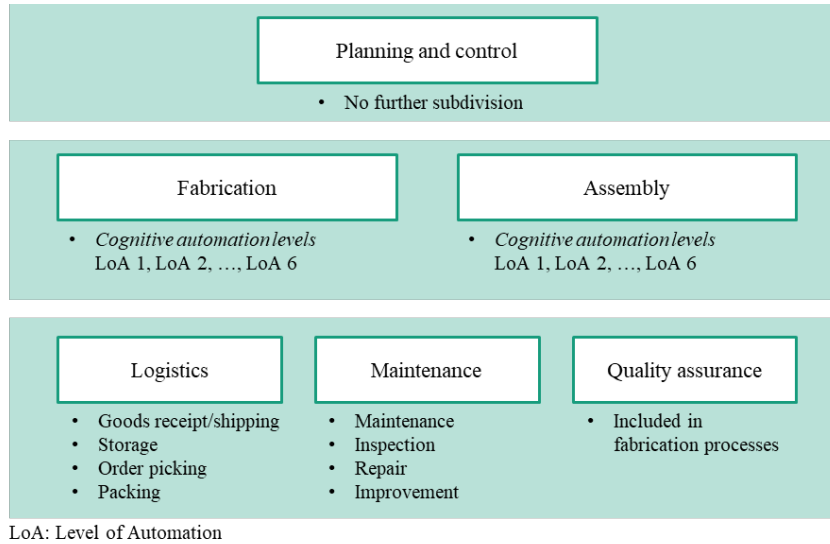 Planning and control
• No further subdivision
Fabrication
• Cognitive automation levels
LoA 1, LoA 2, …, LoA 6
Assembly
• Cognitive automation levels
LoA 1, LoA 2, …, LoA 6
Logistics
• Goods receipt/shipping
• Storage
• Order picking
• Packing
Maintenance
• Maintenance
• Inspection
• Repair
• Improvement
Quality assurance
• Included in
fabrication processes
LoA: Level of Automation